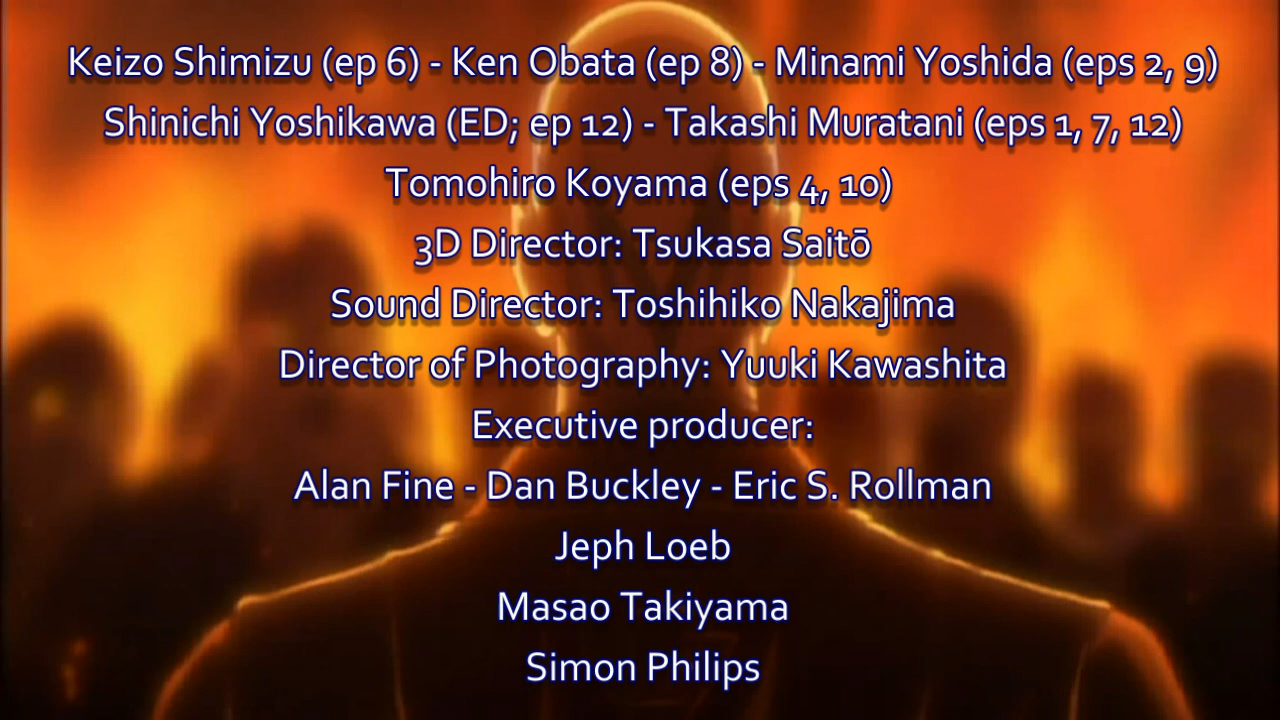 Keizo Shimizu (ep 6) - Ken Obata (ep 8) - Minami Yoshida (eps 2, 9)
Shinichi Yoshikawa (ED; ep 12) - Takashi Muratani (eps 1, 7, 12)
Tomohiro Koyama (eps 4, 10)
3D Director: Tsukasa Saitō
Sound Director: Toshihiko Nakajima
Director of Photography: Yuuki Kawashita
Executive producer:
Alan Fine - Dan Buckley - Eric S. Rollman
Jeph Loeb
Masao Takiyama
Simon Philips